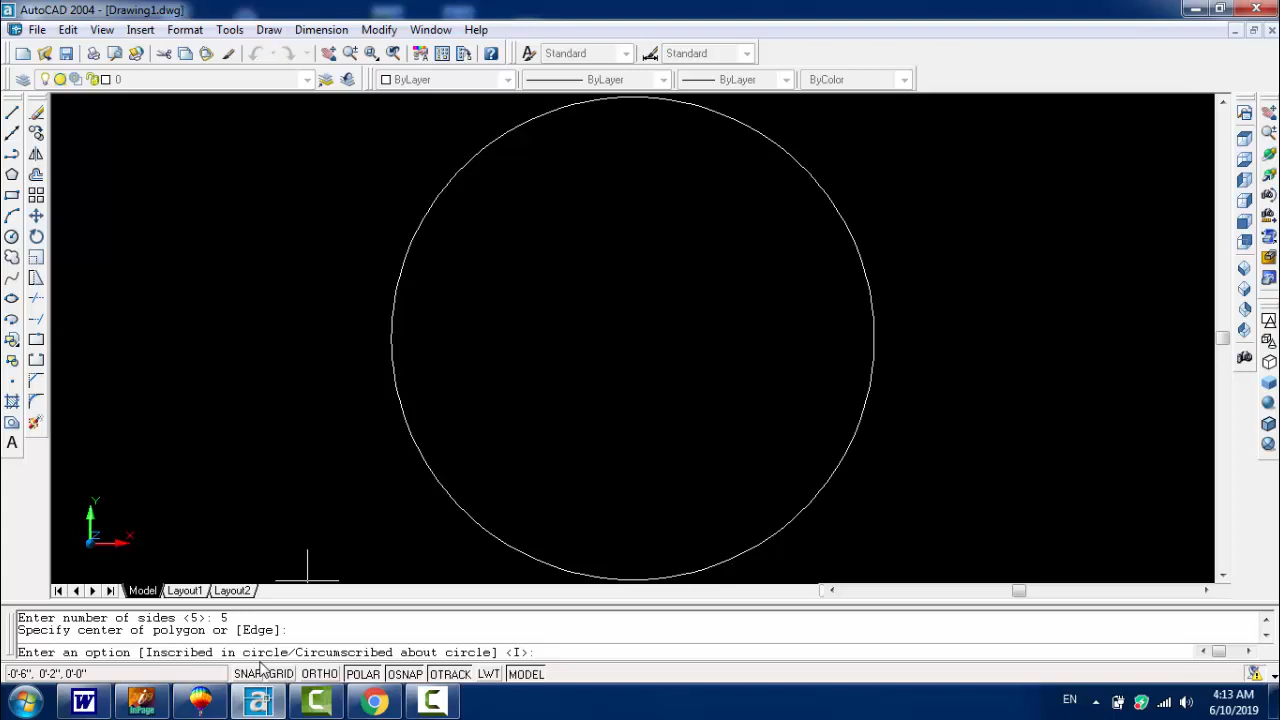 AutoCAD 2004 - [Drawing1.dwg]
File Edit View Insert Format Tools Draw Dimension Modify Window Help
Standard Standard
0 ByLayer ByLayer ByLayer ByColor
A
Y
Z X
Model Layout1 Layout2
Enter number of sides <5>: 5
Specify center of polygon or [Edge]:
Enter an option [Inscribed in circle/Circumscribed about circle] <I>:
-0'6", 0'2", 0'-0" SNAP GRID ORTHO POLAR OSNAP OTRACK LWT MODEL
InPage
EN 4:13 AM
6/10/2019